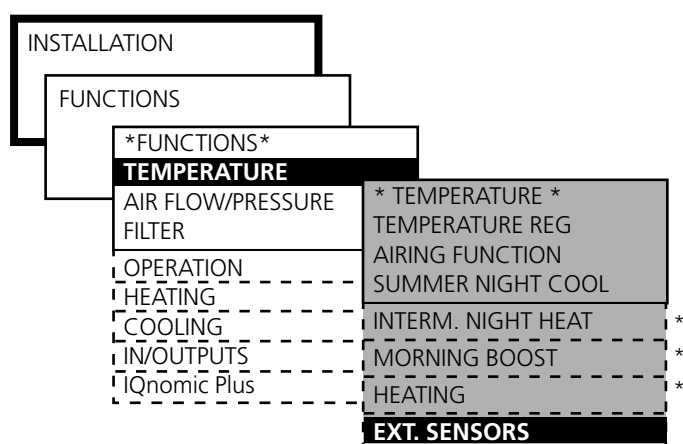 INSTALLATION
FUNCTIONS
*FUNCTIONS*
TEMPERATURE
AIR FLOW/PRESSURE
FILTER
OPERATION
HEATING
COOLING
IN/OUTPUTS
IQnomic Plus
* TEMPERATURE *
TEMPERATURE REG
AIRING FUNCTION
SUMMER NIGHT COOL
INTERM. NIGHT HEAT *
MORNING BOOST *
HEATING *
EXT. SENSORS